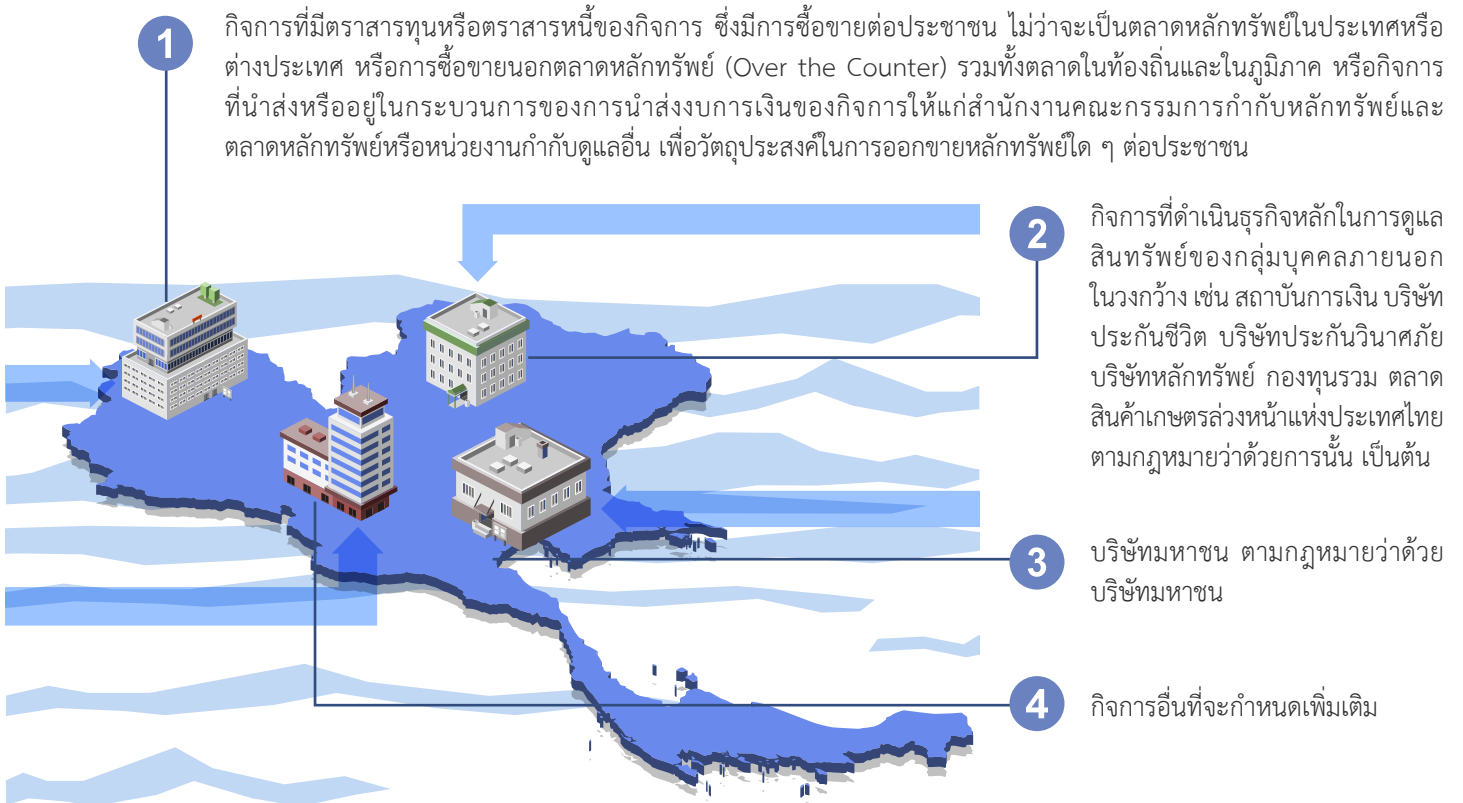 1
กิจการที่มีตราสารทุนหรือตราสารหนี้ของกิจการ ซึ่งมีการซื้อขายต่อประชาชน ไม่ว่าจะเป็นตลาดหลักทรัพย์ในประเทศหรือ
ต่างประเทศ หรือการซื้อขายนอกตลาดหลักทรัพย์ (Over the Counter) รวมทั้งตลาดในท้องถิ่นและในภูมิภาค หรือกิจการ
ที่นำส่งหรืออยู่ในกระบวนการของการนำส่งงบการเงินของกิจการให้แก่สำนักงานคณะกรรมการกำกับหลักทรัพย์และ
ตลาดหลักทรัพย์หรือหน่วยงานกำกับดูแลอื่น เพื่อวัตถุประสงค์ในการออกขายหลักทรัพย์ใด ๆ ต่อประชาชน
2
กิจการที่ดำเนินธุรกิจหลักในการดูแล
สินทรัพย์ของกลุ่มบุคคลภายนอก
ในวงกว้าง เช่น สถาบันการเงิน บริษัท
ประกันชีวิต บริษัทประกันวินาศภัย
บริษัทหลักทรัพย์ กองทุนรวม ตลาด
สินค้าเกษตรล่วงหน้าแห่งประเทศไทย
ตามกฎหมายว่าด้วยการนั้น เป็นต้น
3
บริษัทมหาชน ตามกฎหมายว่าด้วย
บริษัทมหาชน
4
กิจการอื่นที่จะกำหนดเพิ่มเติม